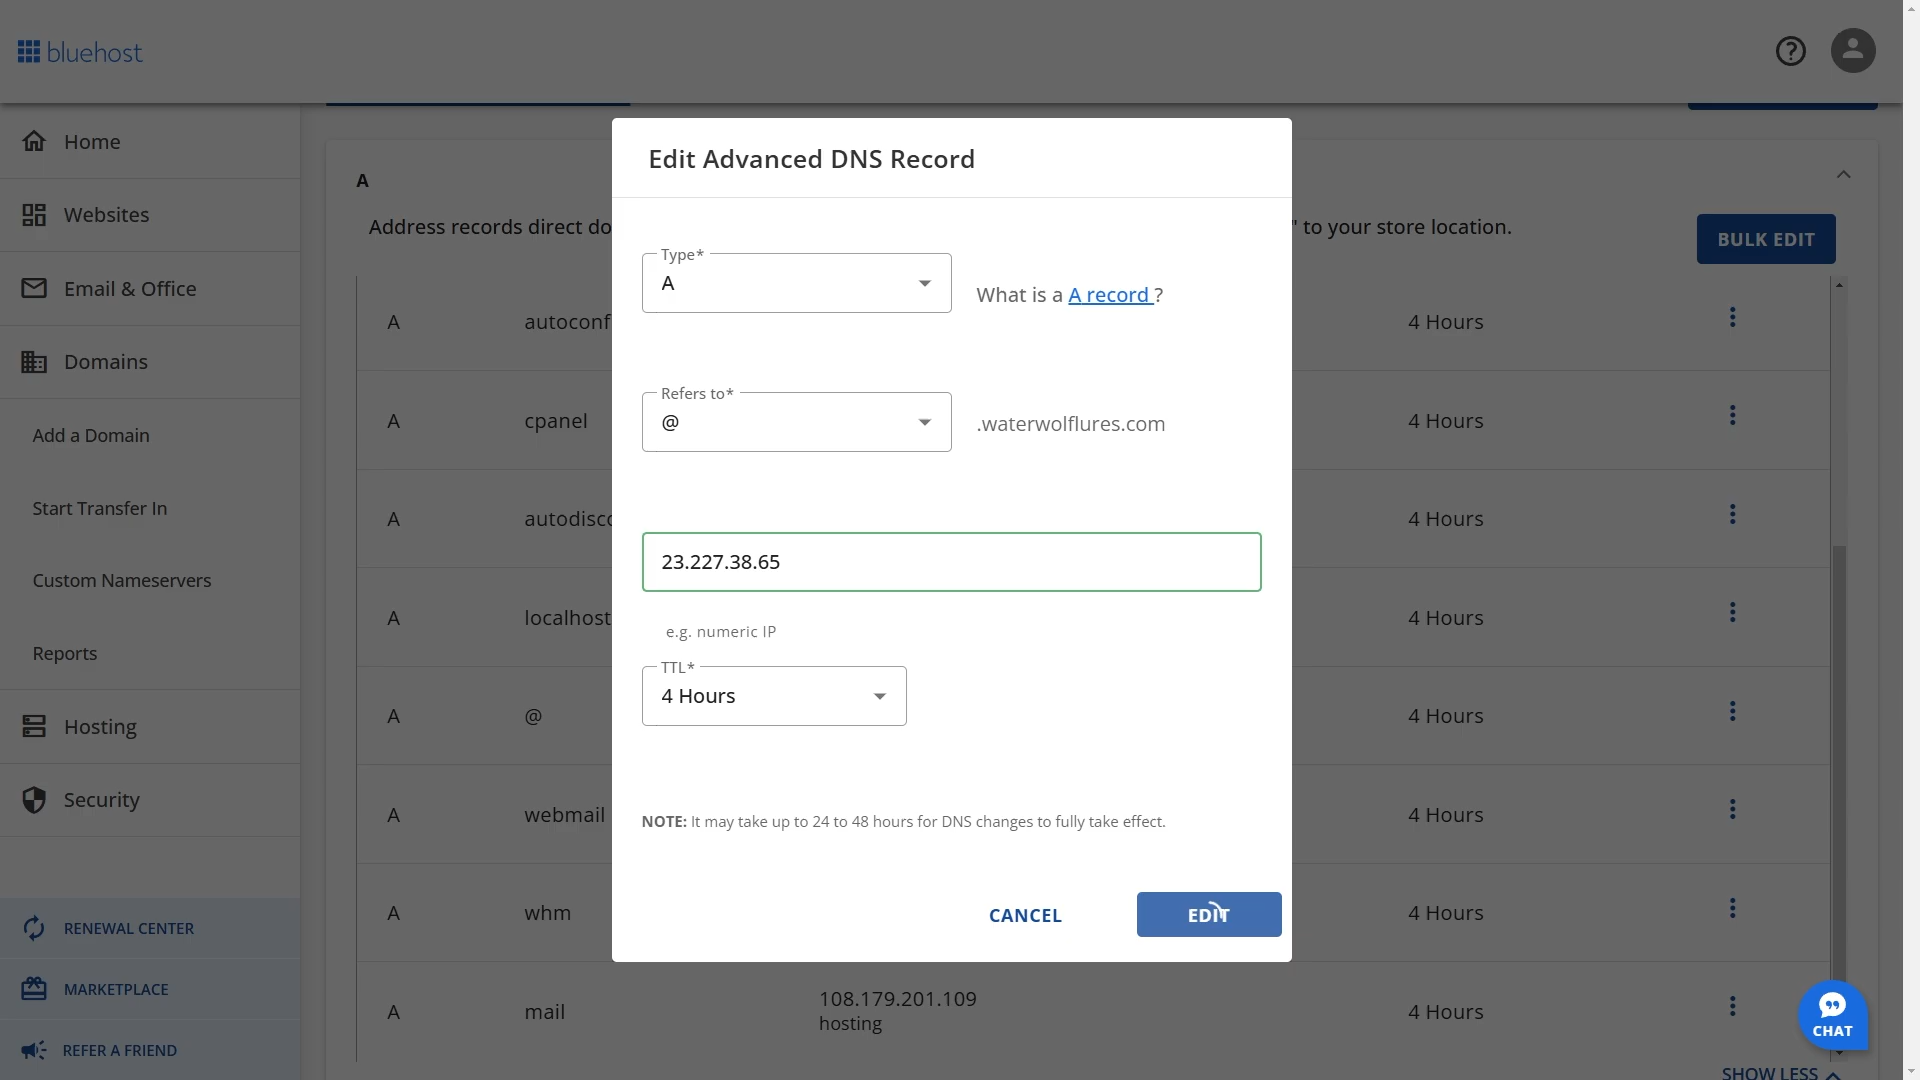 bluehost
Home
Websites
Email & Office
Domains
Add a Domain
Start Transfer In
Custom Nameservers
Reports
Hosting
Security
RENEWAL CENTER
MARKETPLACE
REFER A FRIEND
A
Address records direct do
" to your store location.
BULK EDIT
A autoconf 4 Hours
A cpanel 4 Hours
A autodisc 4 Hours
A localhost 4 Hours
A @ 4 Hours
A webmail 4 Hours
A whm 4 Hours
A mail 108.179.201.109 4 Hours
hosting
SHOW LESS
CHAT
Edit Advanced DNS Record
Type*
A
What is a A record ?
Refers to*
@
.waterwolflures.com
23.227.38.65
e.g. numeric IP
TTL*
4 Hours
NOTE: It may take up to 24 to 48 hours for DNS changes to fully take effect.
CANCEL
EDIT